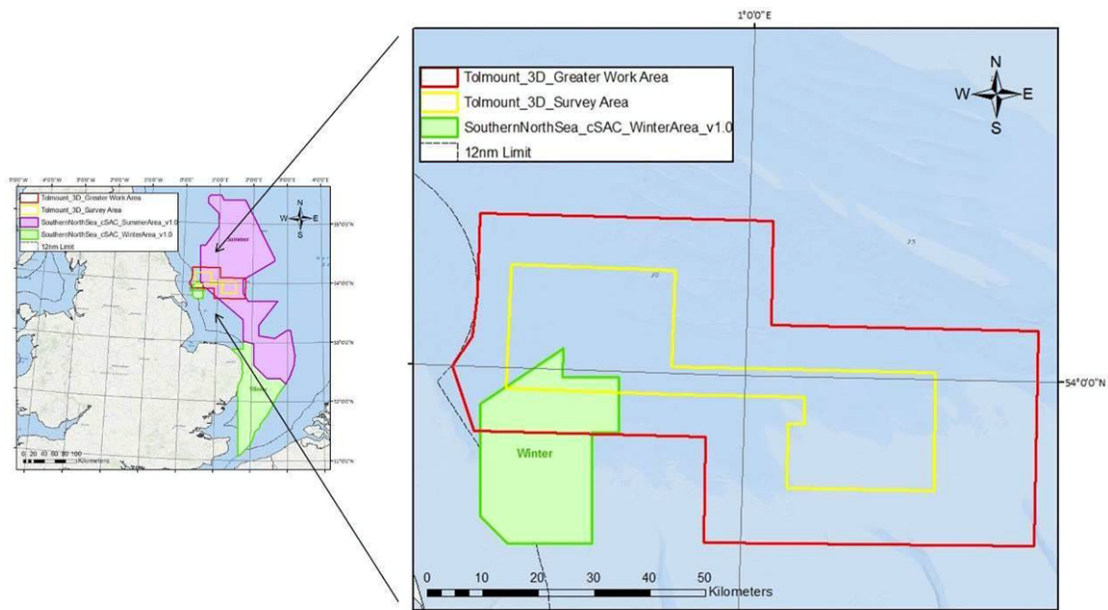 1°0'0"E
Tolmount_3D_Greater Work Area
Tolmount_3D_Survey Area
SouthernNorthSea_cSAC_WinterArea_v1.0
12nm Limit
N
W E
S
25
20
54°0'0"N
Winter
0 10 20 30 40 50
Kilometers
Tolmount_3D_Greater Work Area
Tolmount_3D_Survey Area
SouthernNorthSea_cSAC_SummerArea_v1.0
SouthernNorthSea_cSAC_WinterArea_v1.0
12nm Limit
N
W E
S
Summer
Winter
0 20 40 60 80 100
Kilometers